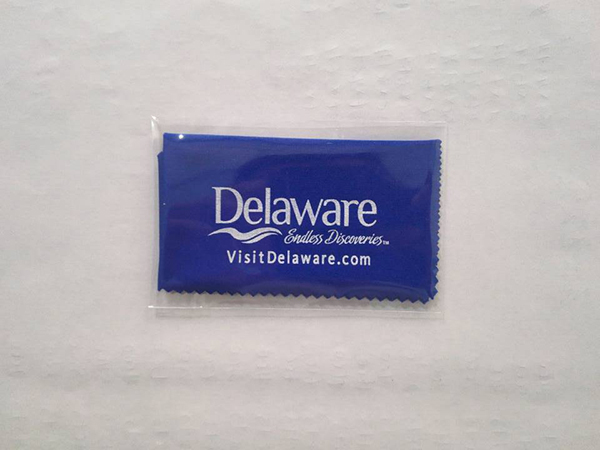 Delaware
Endless Discoveries™
VisitDelaware.com